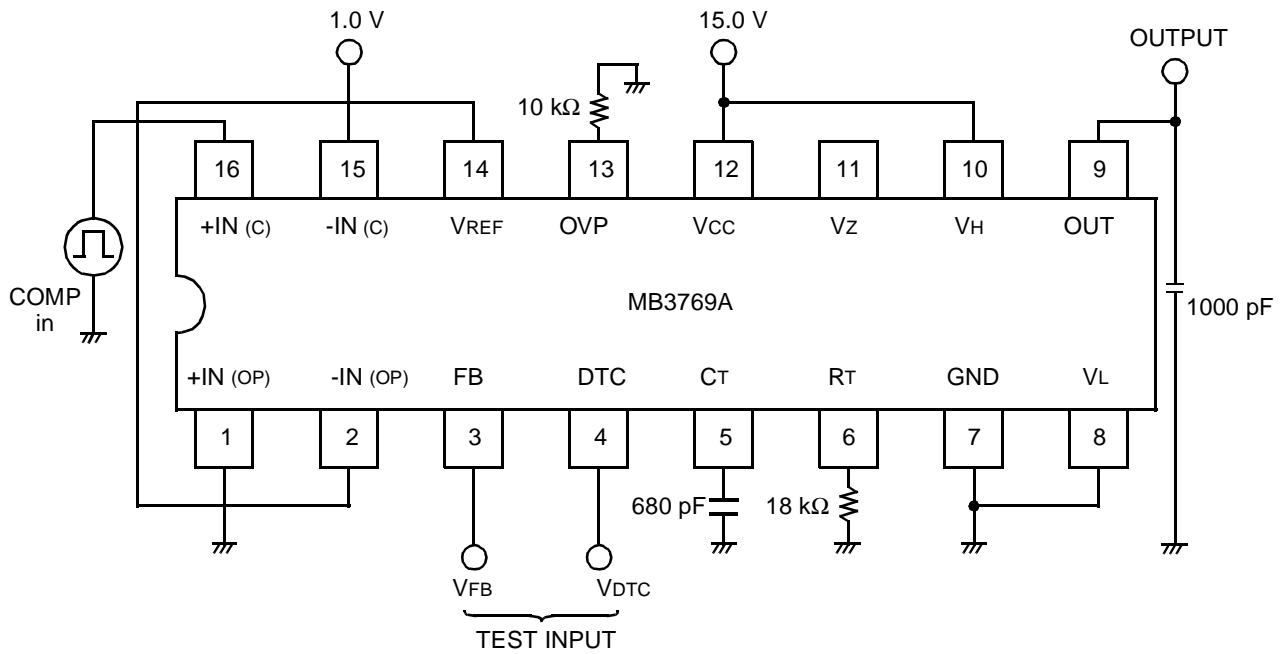 1.0 V
15.0 V
OUTPUT
10 kΩ
16 15 14 13 12 11 10 9
+IN (C) -IN (C) VREF OVP VCC VZ VH OUT
COMP
in
MB3769A
1000 pF
+IN (OP) -IN (OP) FB DTC CT RT GND VL
1 2 3 4 5 6 7 8
680 pF 18 kΩ
VFB VDTC
TEST INPUT